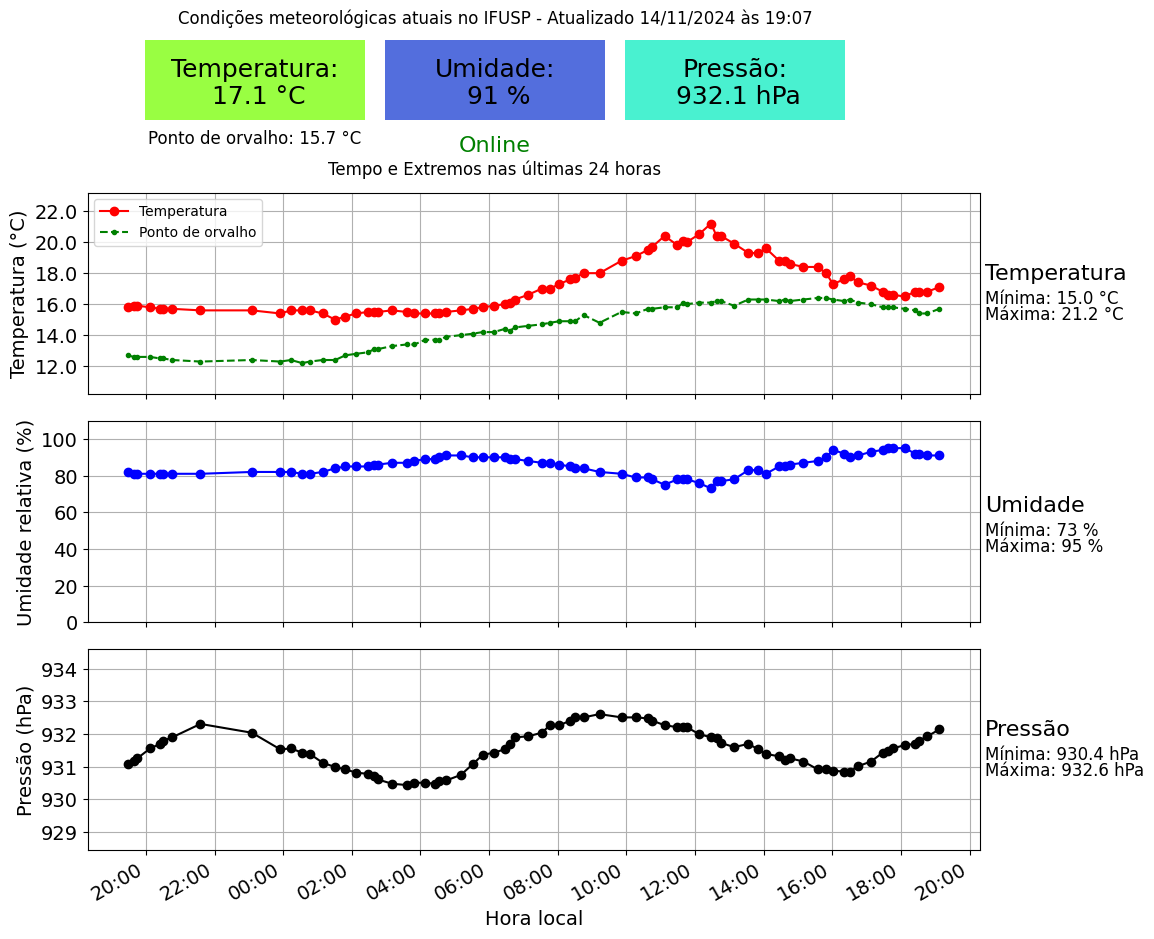 Condições meteorológicas atuais no IFUSP - Atualizado 14/11/2024 às 19:07
Temperatura:
17.1 °C
Umidade:
91 %
Pressão:
932.1 hPa
Ponto de orvalho: 15.7 °C
Online
Tempo e Extremos nas últimas 24 horas
Temperatura (°C)
22.0
20.0
18.0
16.0
14.0
12.0
Temperatura
Ponto de orvalho
Temperatura
Mínima: 15.0 °C
Máxima: 21.2 °C
Umidade relativa (%)
100
80
60
40
20
0
Umidade
Mínima: 73 %
Máxima: 95 %
Pressão (hPa)
934
933
932
931
930
929
Pressão
Mínima: 930.4 hPa
Máxima: 932.6 hPa
20:00
22:00
00:00
02:00
04:00
06:00
08:00
10:00
12:00
14:00
16:00
18:00
20:00
Hora local